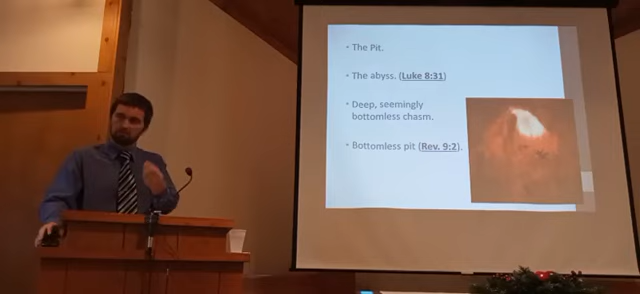 • The Pit.
• The abyss. (Luke 8:31)
• Deep, seemingly
bottomless chasm.
• Bottomless pit (Rev. 9:2).